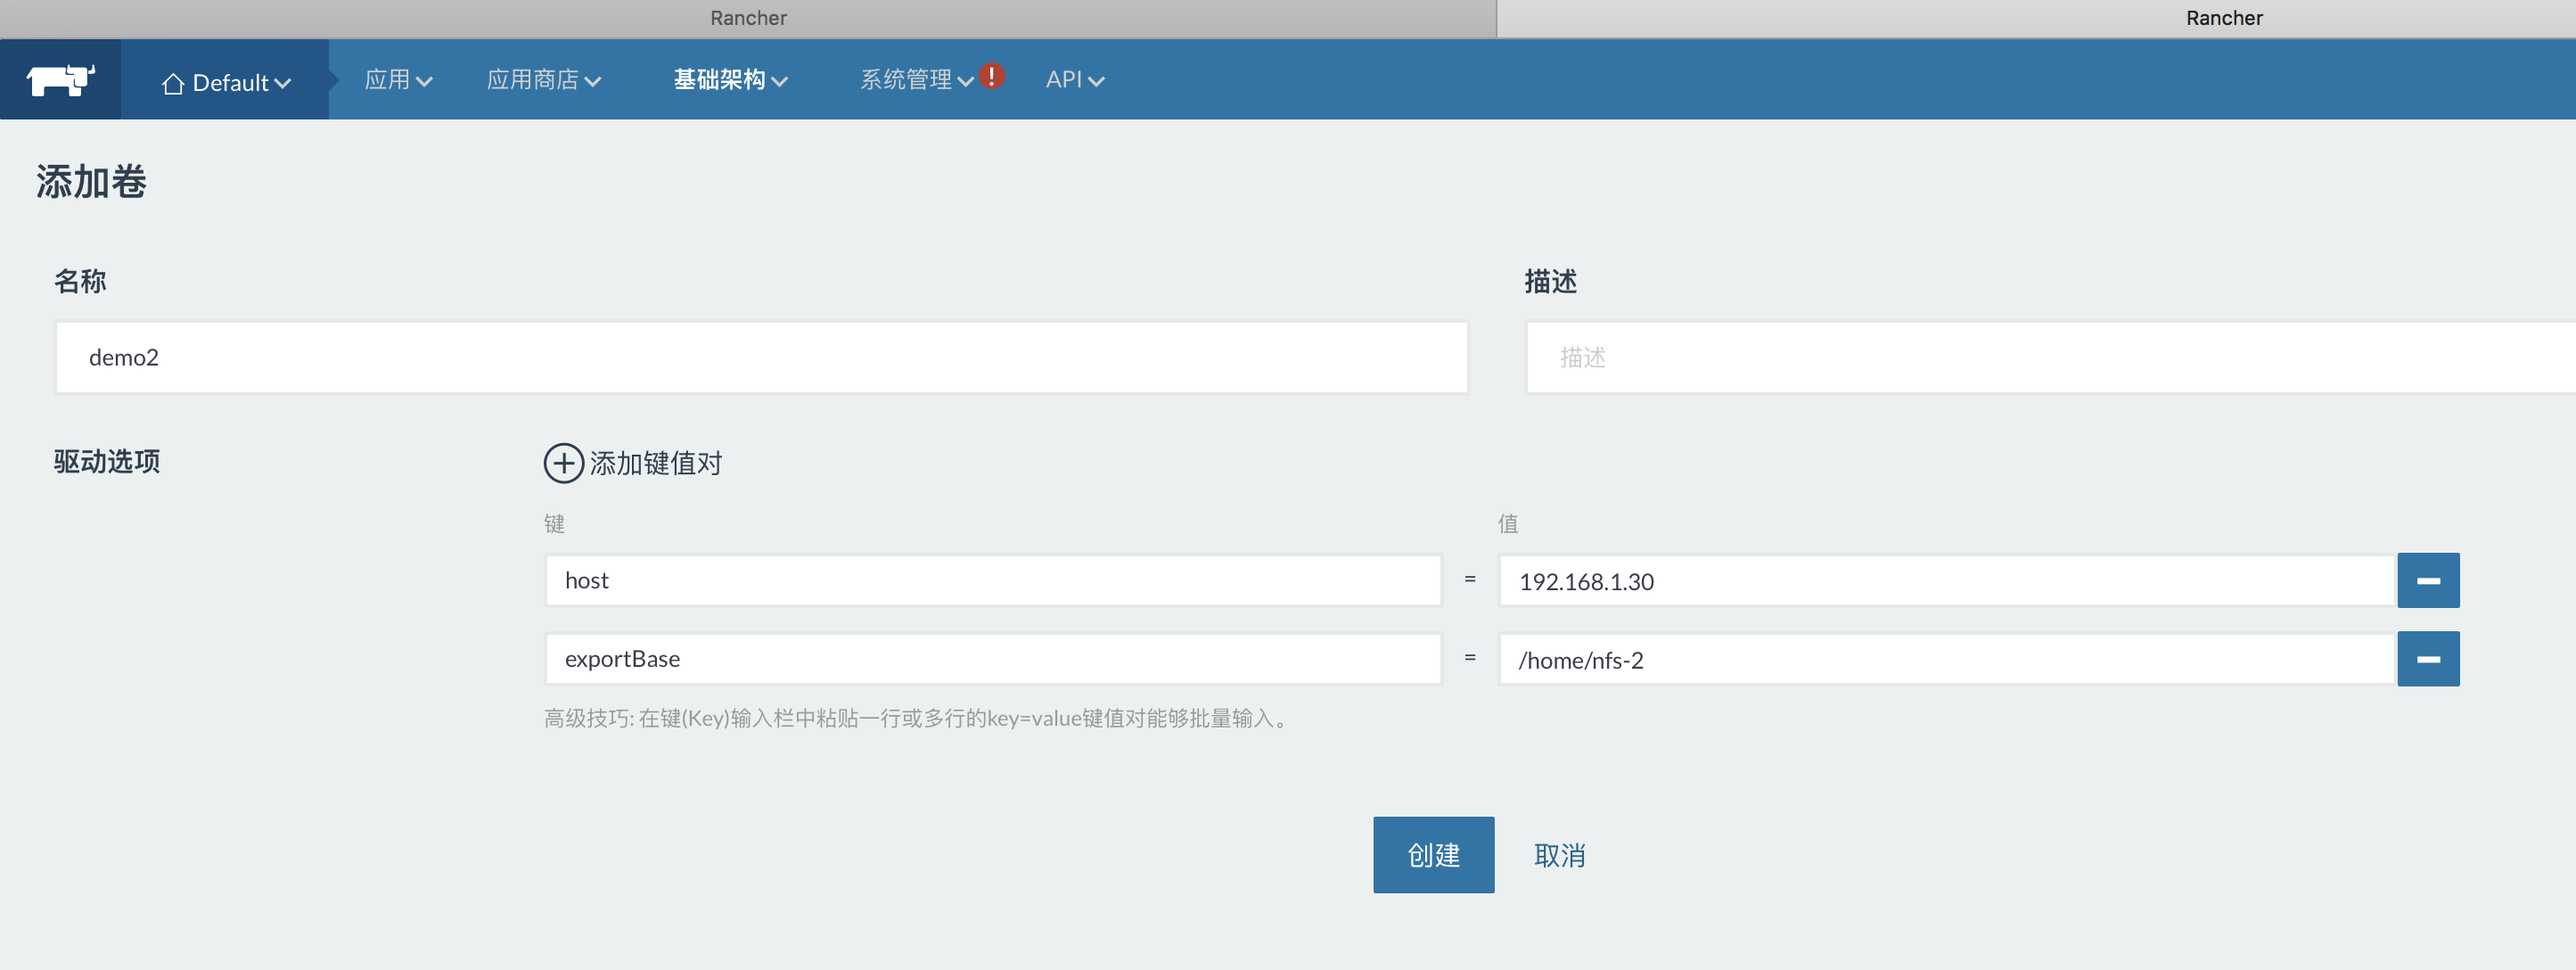 Rancher
Rancher
Default 应用 应用商店 基础架构 系统管理 API
添加卷
名称
描述
demo2
描述
驱动选项
添加键值对
键
值
host = 192.168.1.30
exportBase = /home/nfs-2
高级技巧: 在键(Key)输入栏中粘贴一行或多行的key=value键值对能够批量输入。
创建 取消